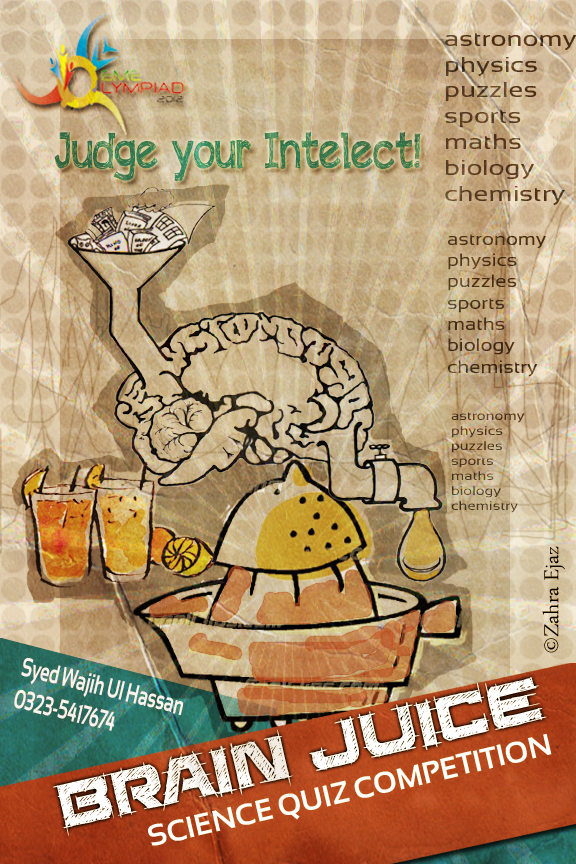 EME
OLYMPIAD
2012
Judge your Intelect!
astronomy
physics
puzzles
sports
maths
biology
chemistry
astronomy
physics
puzzles
sports
maths
biology
chemistry
astronomy
physics
puzzles
sports
maths
biology
chemistry
©Zahra Ejaz
Syed Wajih Ul Hassan
0323-5417674
BRAIN JUICE
SCIENCE QUIZ COMPETITION